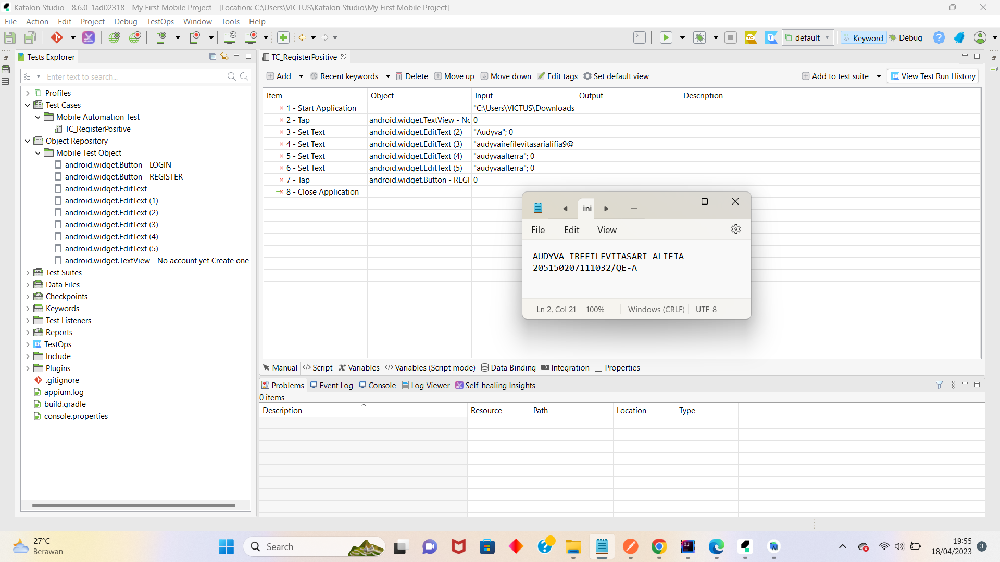 Katalon Studio - 8.6.0-1ad02318 - My First Mobile Project - [Location: C:\Users\VICTUS\Katalon Studio\My First Mobile Project]
File Action Edit Project Debug TestOps Window Tools Help
default Keyword Debug
Tests Explorer
Enter text to search...
Profiles
Test Cases
Mobile Automation Test
TC_RegisterPositive
Object Repository
Mobile Test Object
android.widget.Button - LOGIN
android.widget.Button - REGISTER
android.widget.EditText
android.widget.EditText (1)
android.widget.EditText (2)
android.widget.EditText (3)
android.widget.EditText (4)
android.widget.EditText (5)
android.widget.TextView - No account yet Create one
Test Suites
Data Files
Checkpoints
Keywords
Test Listeners
Reports
TestOps
Include
Plugins
.gitignore
appium.log
build.gradle
console.properties
TC_RegisterPositive
Add Recent keywords Delete Move up Move down Edit tags Set default view Add to test suite View Test Run History
Item Object Input Output Description
1 - Start Application "C:\Users\VICTUS\Downloads
2 - Tap android.widget.TextView - Nc 0
3 - Set Text android.widget.EditText (2) "Audyva"; 0
4 - Set Text android.widget.EditText (3) "audyvairefilevitasarialifia9@
5 - Set Text android.widget.EditText (4) "audyvaalterra"; 0
6 - Set Text android.widget.EditText (5) "audyvaalterra"; 0
7 - Tap android.widget.Button - REGI 0
8 - Close Application
ini
File Edit View
AUDYVA IREFILEVITASARI ALIFIA
205150207111032/QE-A
Ln 2, Col 21 100% Windows (CRLF) UTF-8
Manual Script Variables Variables (Script mode) Data Binding Integration Properties
Problems Event Log Console Log Viewer Self-healing Insights
0 items
Description Resource Path Location Type
27°C
Berawan
Search
19:55
18/04/2023
3